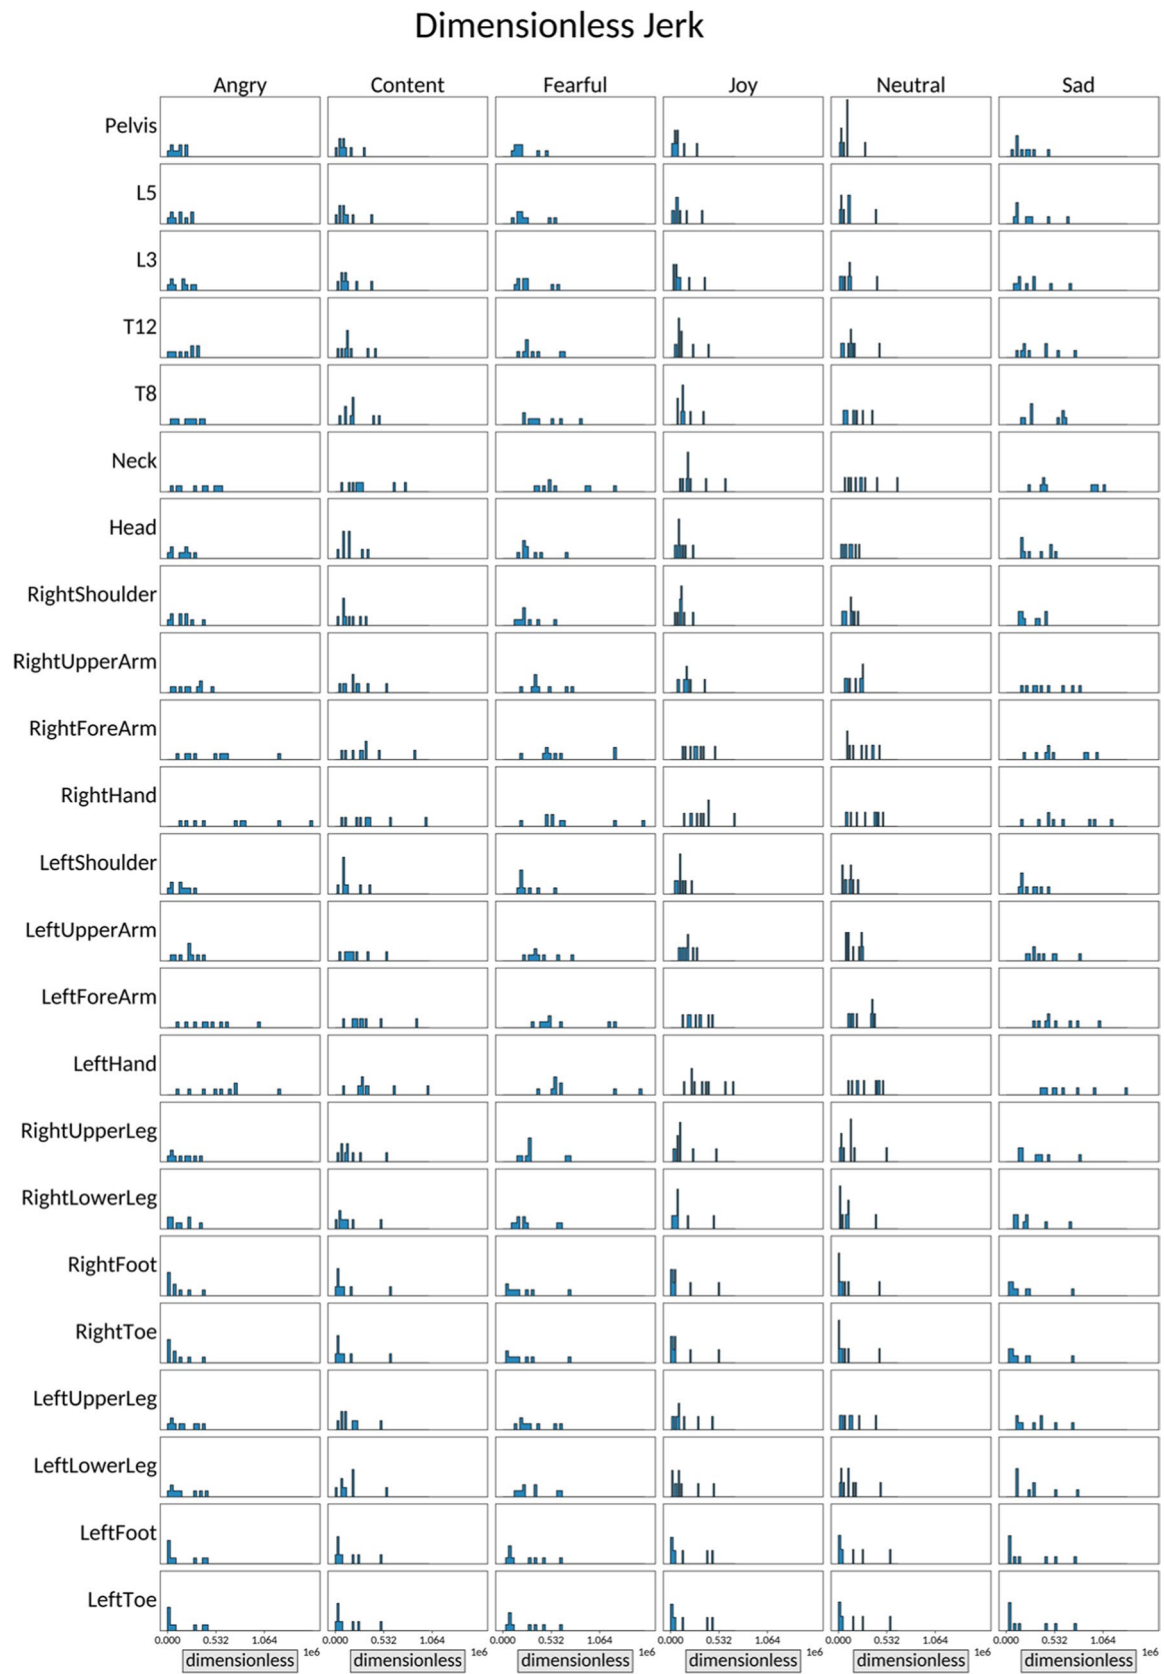 Dimensionless Jerk
Angry Content Fearful Joy Neutral Sad
Pelvis
L5
L3
T12
T8
Neck
Head
RightShoulder
RightUpperArm
RightForeArm
RightHand
LeftShoulder
LeftUpperArm
LeftForeArm
LeftHand
RightUpperLeg
RightLowerLeg
RightFoot
RightToe
LeftUpperLeg
LeftLowerLeg
LeftFoot
LeftToe
0.000 0.532 1.064 0.000 0.532 1.064 0.000 0.532 1.064 0.000 0.532 1.064 0.000 0.532 1.064 0.000 0.532 1.064
1e6 1e6 1e6 1e6 1e6 1e6
dimensionless dimensionless dimensionless dimensionless dimensionless dimensionless